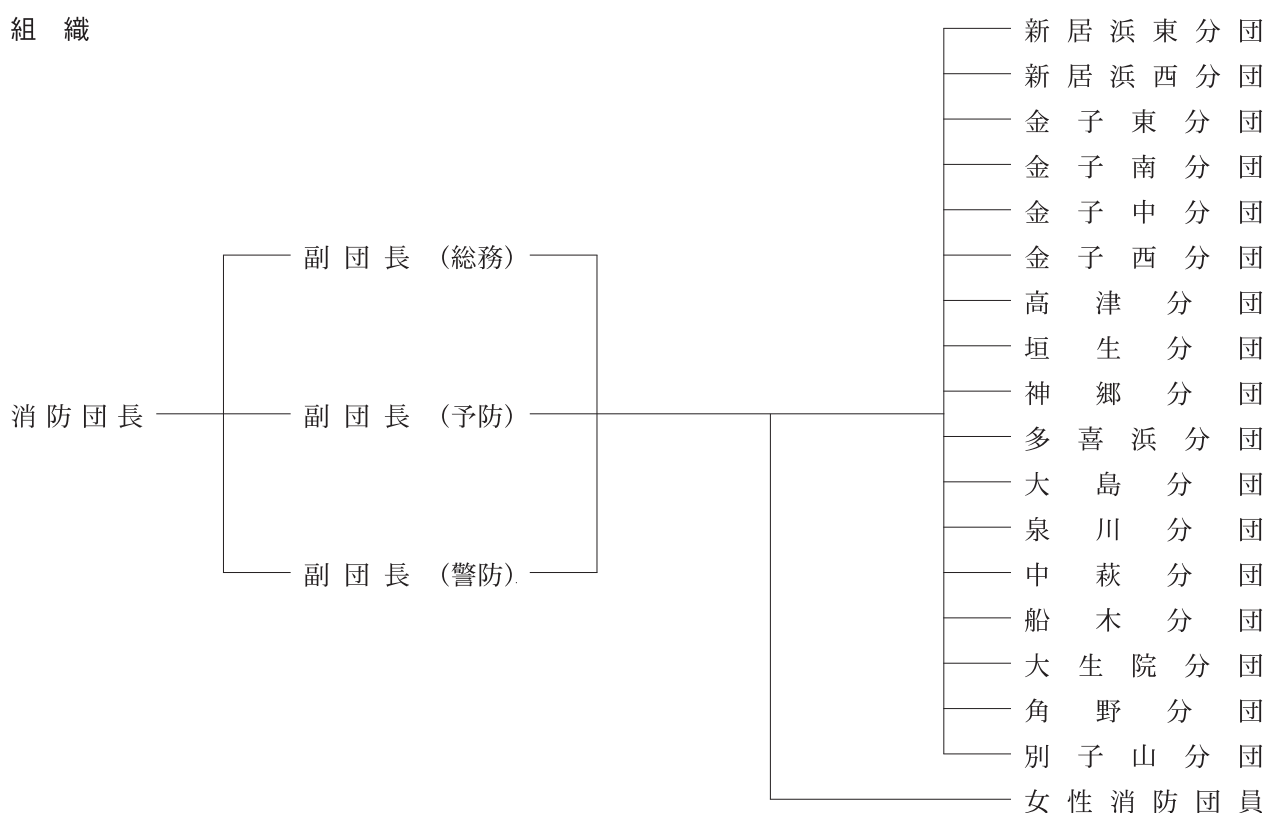 組織
消防団長
副団長（総務）
副団長（予防）
副団長（警防）
新居浜東分団
新居浜西分団
金子東分団
金子南分団
金子中分団
金子西分団
高津分団
垣生分団
神郷分団
多喜浜分団
大島分団
泉川分団
中萩分団
船木分団
大生院分団
角野分団
別子山分団
女性消防団員